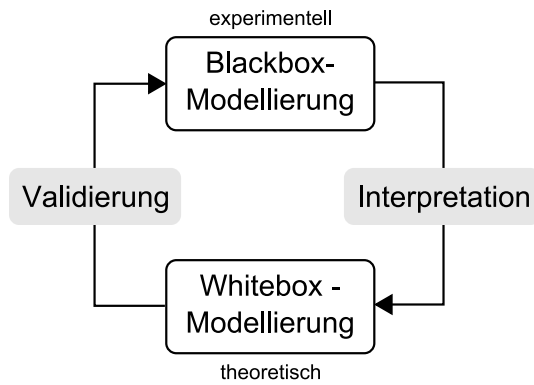 experimentell
Blackbox-
Modellierung
Validierung
Interpretation
Whitebox -
Modellierung
theoretisch